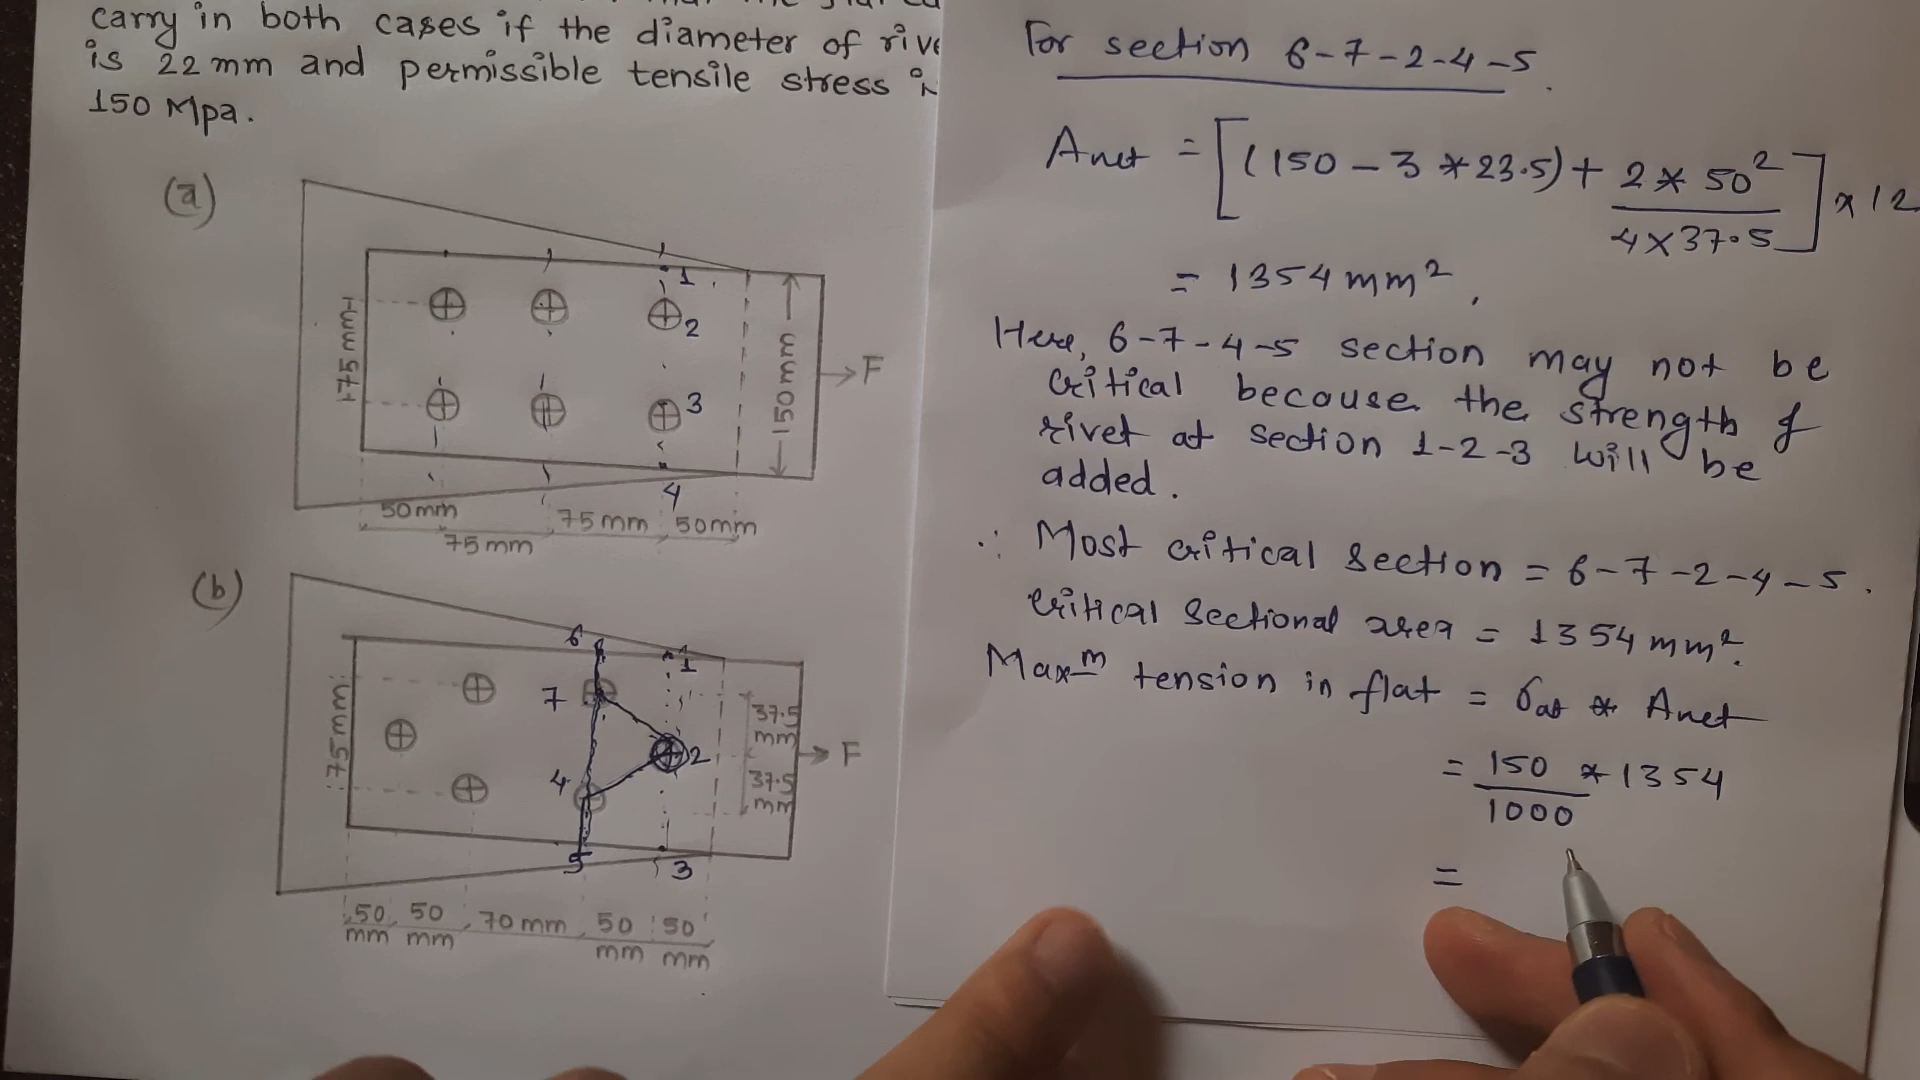 carry in both cases if the diameter of rive
is 22 mm and permissible tensile stress i
150 Mpa.
(a)
1
2
3
4
75 mm
150 mm
F
50 mm
75 mm
75 mm
50 mm
(b)
6
1
7
2
4
5
3
75 mm
37.5
mm
37.5
mm
F
50 50 70 mm 50 50
mm mm mm mm
For section 6-7-2-4-5.
Anet = [(150 - 3 * 23.5) + 2 * 50²
4 x 37.5] x 12
= 1354 mm²,
Here, 6-7-4-5 section may not be
critical because the strength of
rivet at section 1-2-3 will be
added.
∴ Most critical section = 6-7-2-4-5.
Critical sectional area = 1354 mm².
Maxm tension in flat = σat * Anet
= 150 * 1354
1000
=